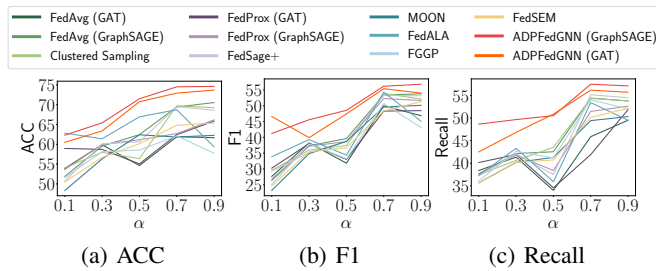 FedAvg (GAT) FedProx (GAT) MOON FedSEM
FedAvg (GraphSAGE) FedProx (GraphSAGE) FedALA ADPFedGNN (GraphSAGE)
Clustered Sampling FedSage+ FGGP ADPFedGNN (GAT)
ACC
75
70
65
60
55
50
0.1 0.3 0.5 0.7 0.9
α
F1
55
50
45
40
35
30
25
0.1 0.3 0.5 0.7 0.9
α
Recall
55
50
45
40
35
0.1 0.3 0.5 0.7 0.9
α
(a) ACC (b) F1 (c) Recall